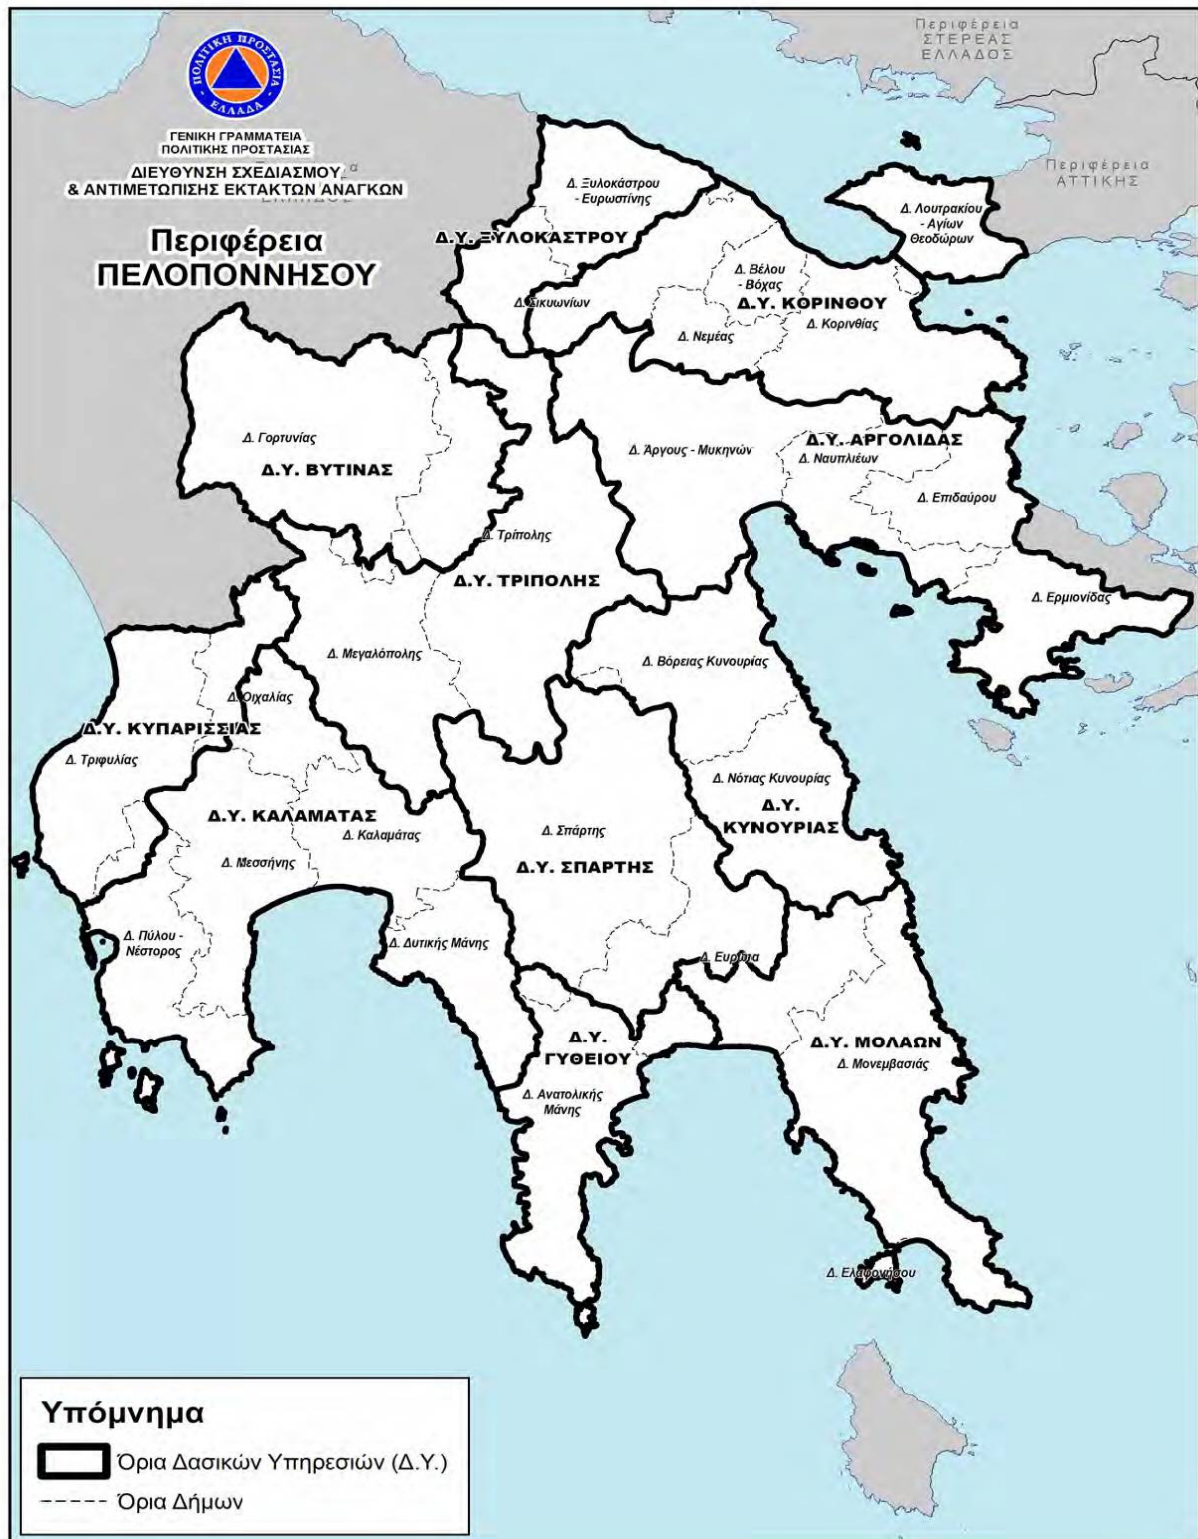 Περιφέρεια
ΣΤΕΡΕΑΣ
ΕΛΛΑΔΟΣ
ΠΟΛΙΤΙΚΗ ΠΡΟΣΤΑΣΙΑ
- ΕΛΛΑΔΑ -
ΓΕΝΙΚΗ ΓΡΑΜΜΑΤΕΙΑ
ΠΟΛΙΤΙΚΗΣ ΠΡΟΣΤΑΣΙΑΣ
ΔΙΕΥΘΥΝΣΗ ΣΧΕΔΙΑΣΜΟΥ
& ΑΝΤΙΜΕΤΩΠΙΣΗΣ ΕΚΤΑΚΤΩΝ ΑΝΑΓΚΩΝ
Περιφέρεια
ΑΤΤΙΚΗΣ
Περιφέρεια
ΠΕΛΟΠΟΝΝΗΣΟΥ
Δ. Ξυλοκάστρου
- Ευρωστίνης
Δ. Λουτρακίου
- Αγίων
Θεοδώρων
Δ.Υ. ΞΥΛΟΚΑΣΤΡΟΥ
Δ. Βέλου
- Βόχας
Δ. Σικυωνίων
Δ.Υ. ΚΟΡΙΝΘΟΥ
Δ. Κορινθίας
Δ. Νεμέας
Δ. Γορτυνίας
Δ.Υ. ΒΥΤΙΝΑΣ
Δ. Άργους - Μυκηνών
Δ.Υ. ΑΡΓΟΛΙΔΑΣ
Δ. Ναυπλιέων
Δ. Επιδαύρου
Δ. Τρίπολης
Δ.Υ. ΤΡΙΠΟΛΗΣ
Δ. Ερμιονίδας
Δ. Μεγαλόπολης
Δ. Βόρειας Κυνουρίας
Δ. Οιχαλίας
Δ.Υ. ΚΥΠΑΡΙΣΣΙΑΣ
Δ. Τριφυλίας
Δ. Νότιας Κυνουρίας
Δ.Υ.
ΚΥΝΟΥΡΙΑΣ
Δ.Υ. ΚΑΛΑΜΑΤΑΣ
Δ. Καλαμάτας
Δ. Σπάρτης
Δ.Υ. ΣΠΑΡΤΗΣ
Δ. Μεσσήνης
Δ. Πύλου -
Νέστορος
Δ. Δυτικής Μάνης
Δ. Ευρώτα
Δ.Υ.
ΓΥΘΕΙΟΥ
Δ.Υ. ΜΟΛΑΩΝ
Δ. Μονεμβασιάς
Δ. Ανατολικής
Μάνης
Δ. Ελαφονήσου
Υπόμνημα
Όρια Δασικών Υπηρεσιών (Δ.Υ.)
Όρια Δήμων